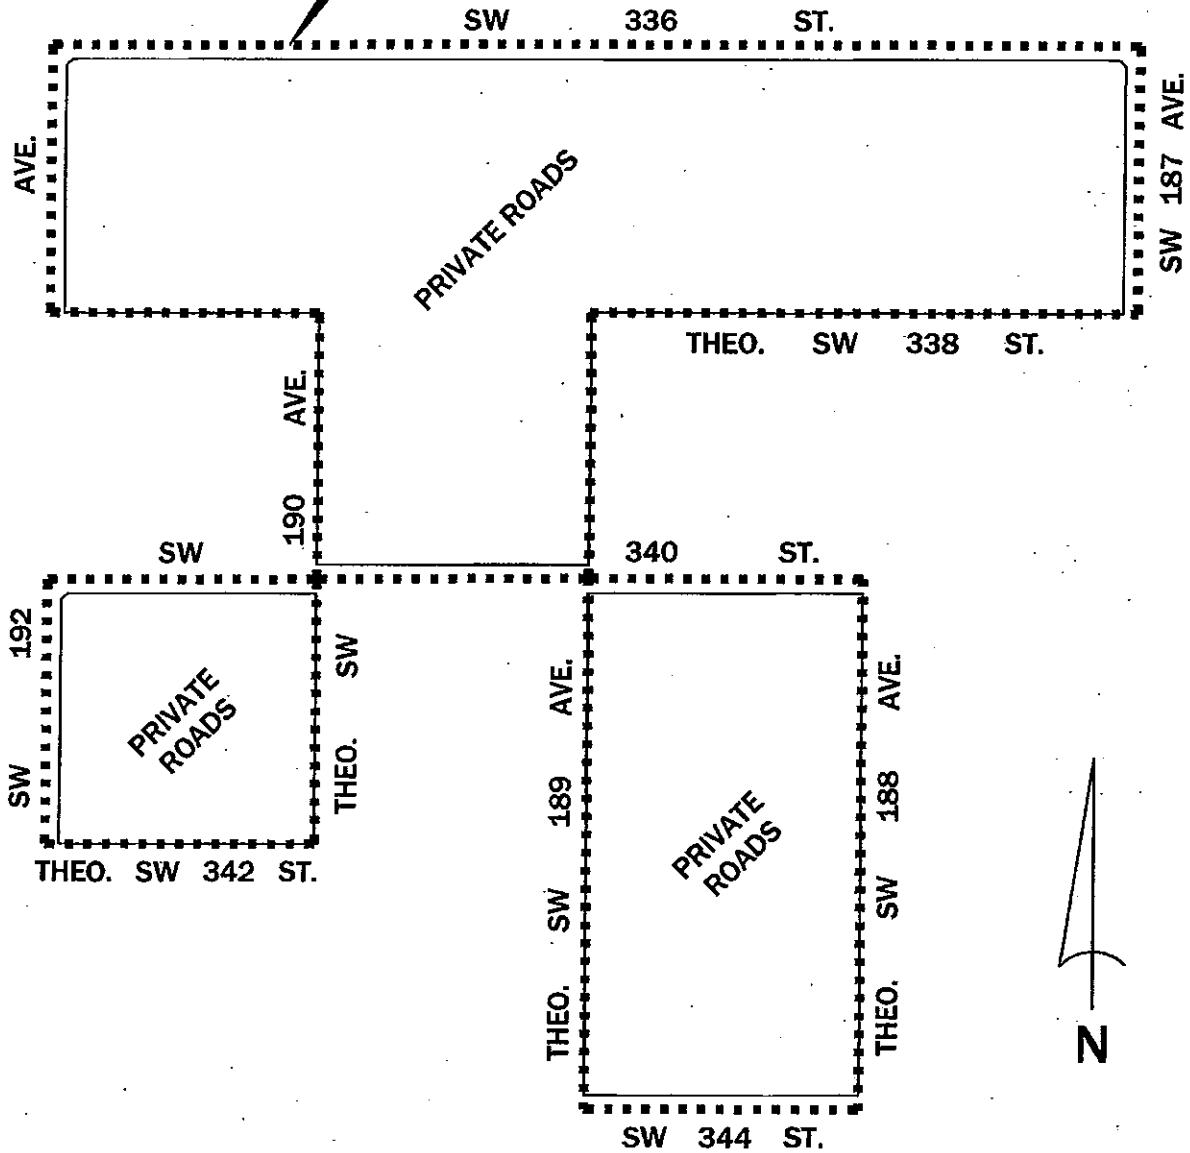 SW 336 ST.
AVE.
SW 187 AVE.
PRIVATE ROADS
THEO. SW 338 ST.
190 AVE.
SW 340 ST.
SW 192
THEO. SW
PRIVATE
ROADS
THEO. SW 342 ST.
THEO. SW 189 AVE.
THEO. SW 188 AVE.
PRIVATE
ROADS
N
SW 344 ST.